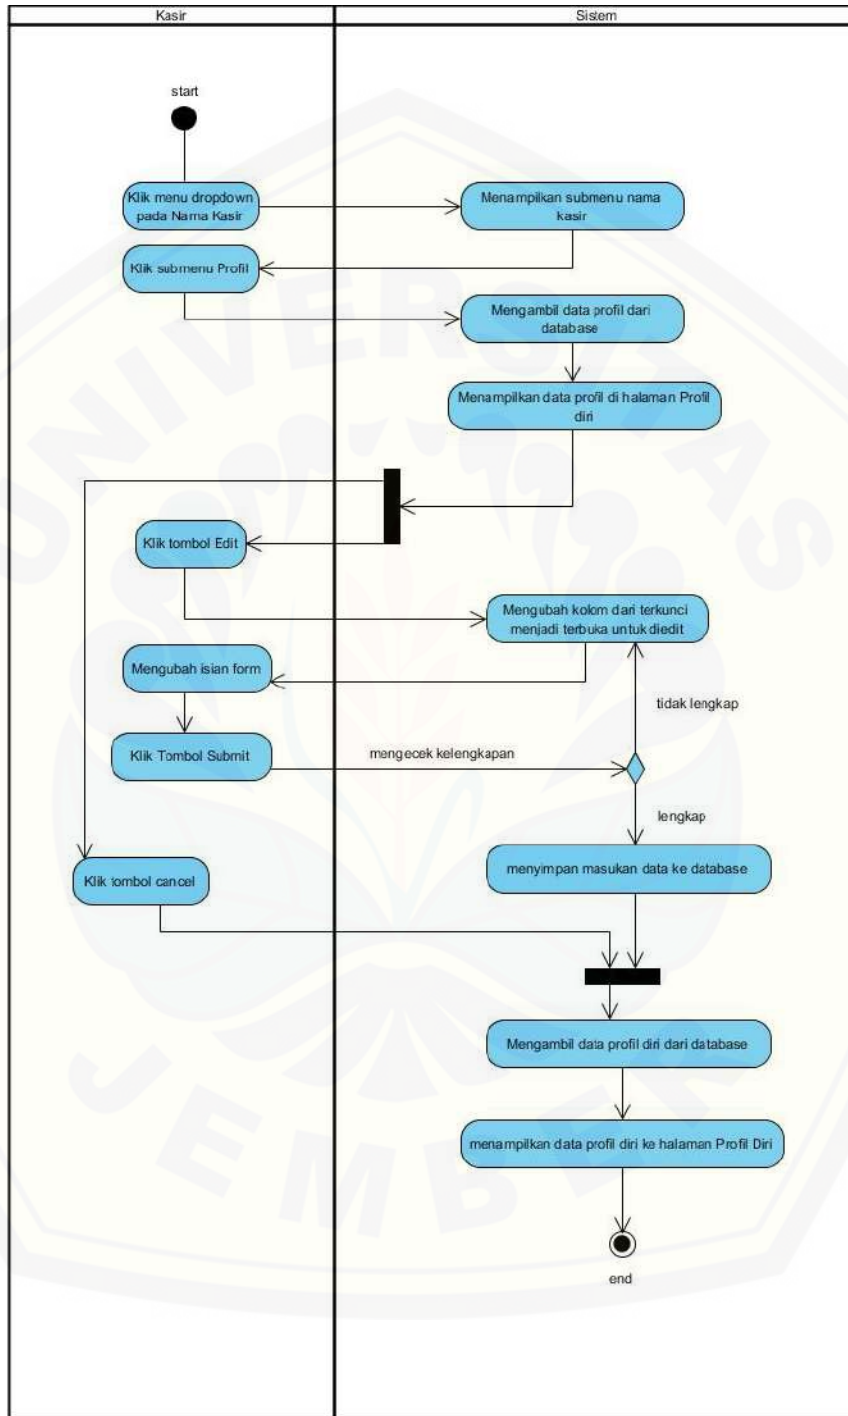 Kasir
Sistem
start
Klik menu dropdown
pada Nama Kasir
Menampilkan submenu nama
kasir
Klik submenu Profil
Mengambil data profil dari
database
Menampilkan data profil di halaman Profil
diri
Klik tombol Edit
Mengubah kolom dari terkunci
menjadi terbuka untuk diedit
Mengubah isian form
tidak lengkap
Klik Tombol Submit
mengecek kelengkapan
lengkap
Klik tombol cancel
menyimpan masukan data ke database
Mengambil data profil diri dari database
menampilkan data profil diri ke halaman Profil Diri
end
UNIVERSITAS
JEMBER